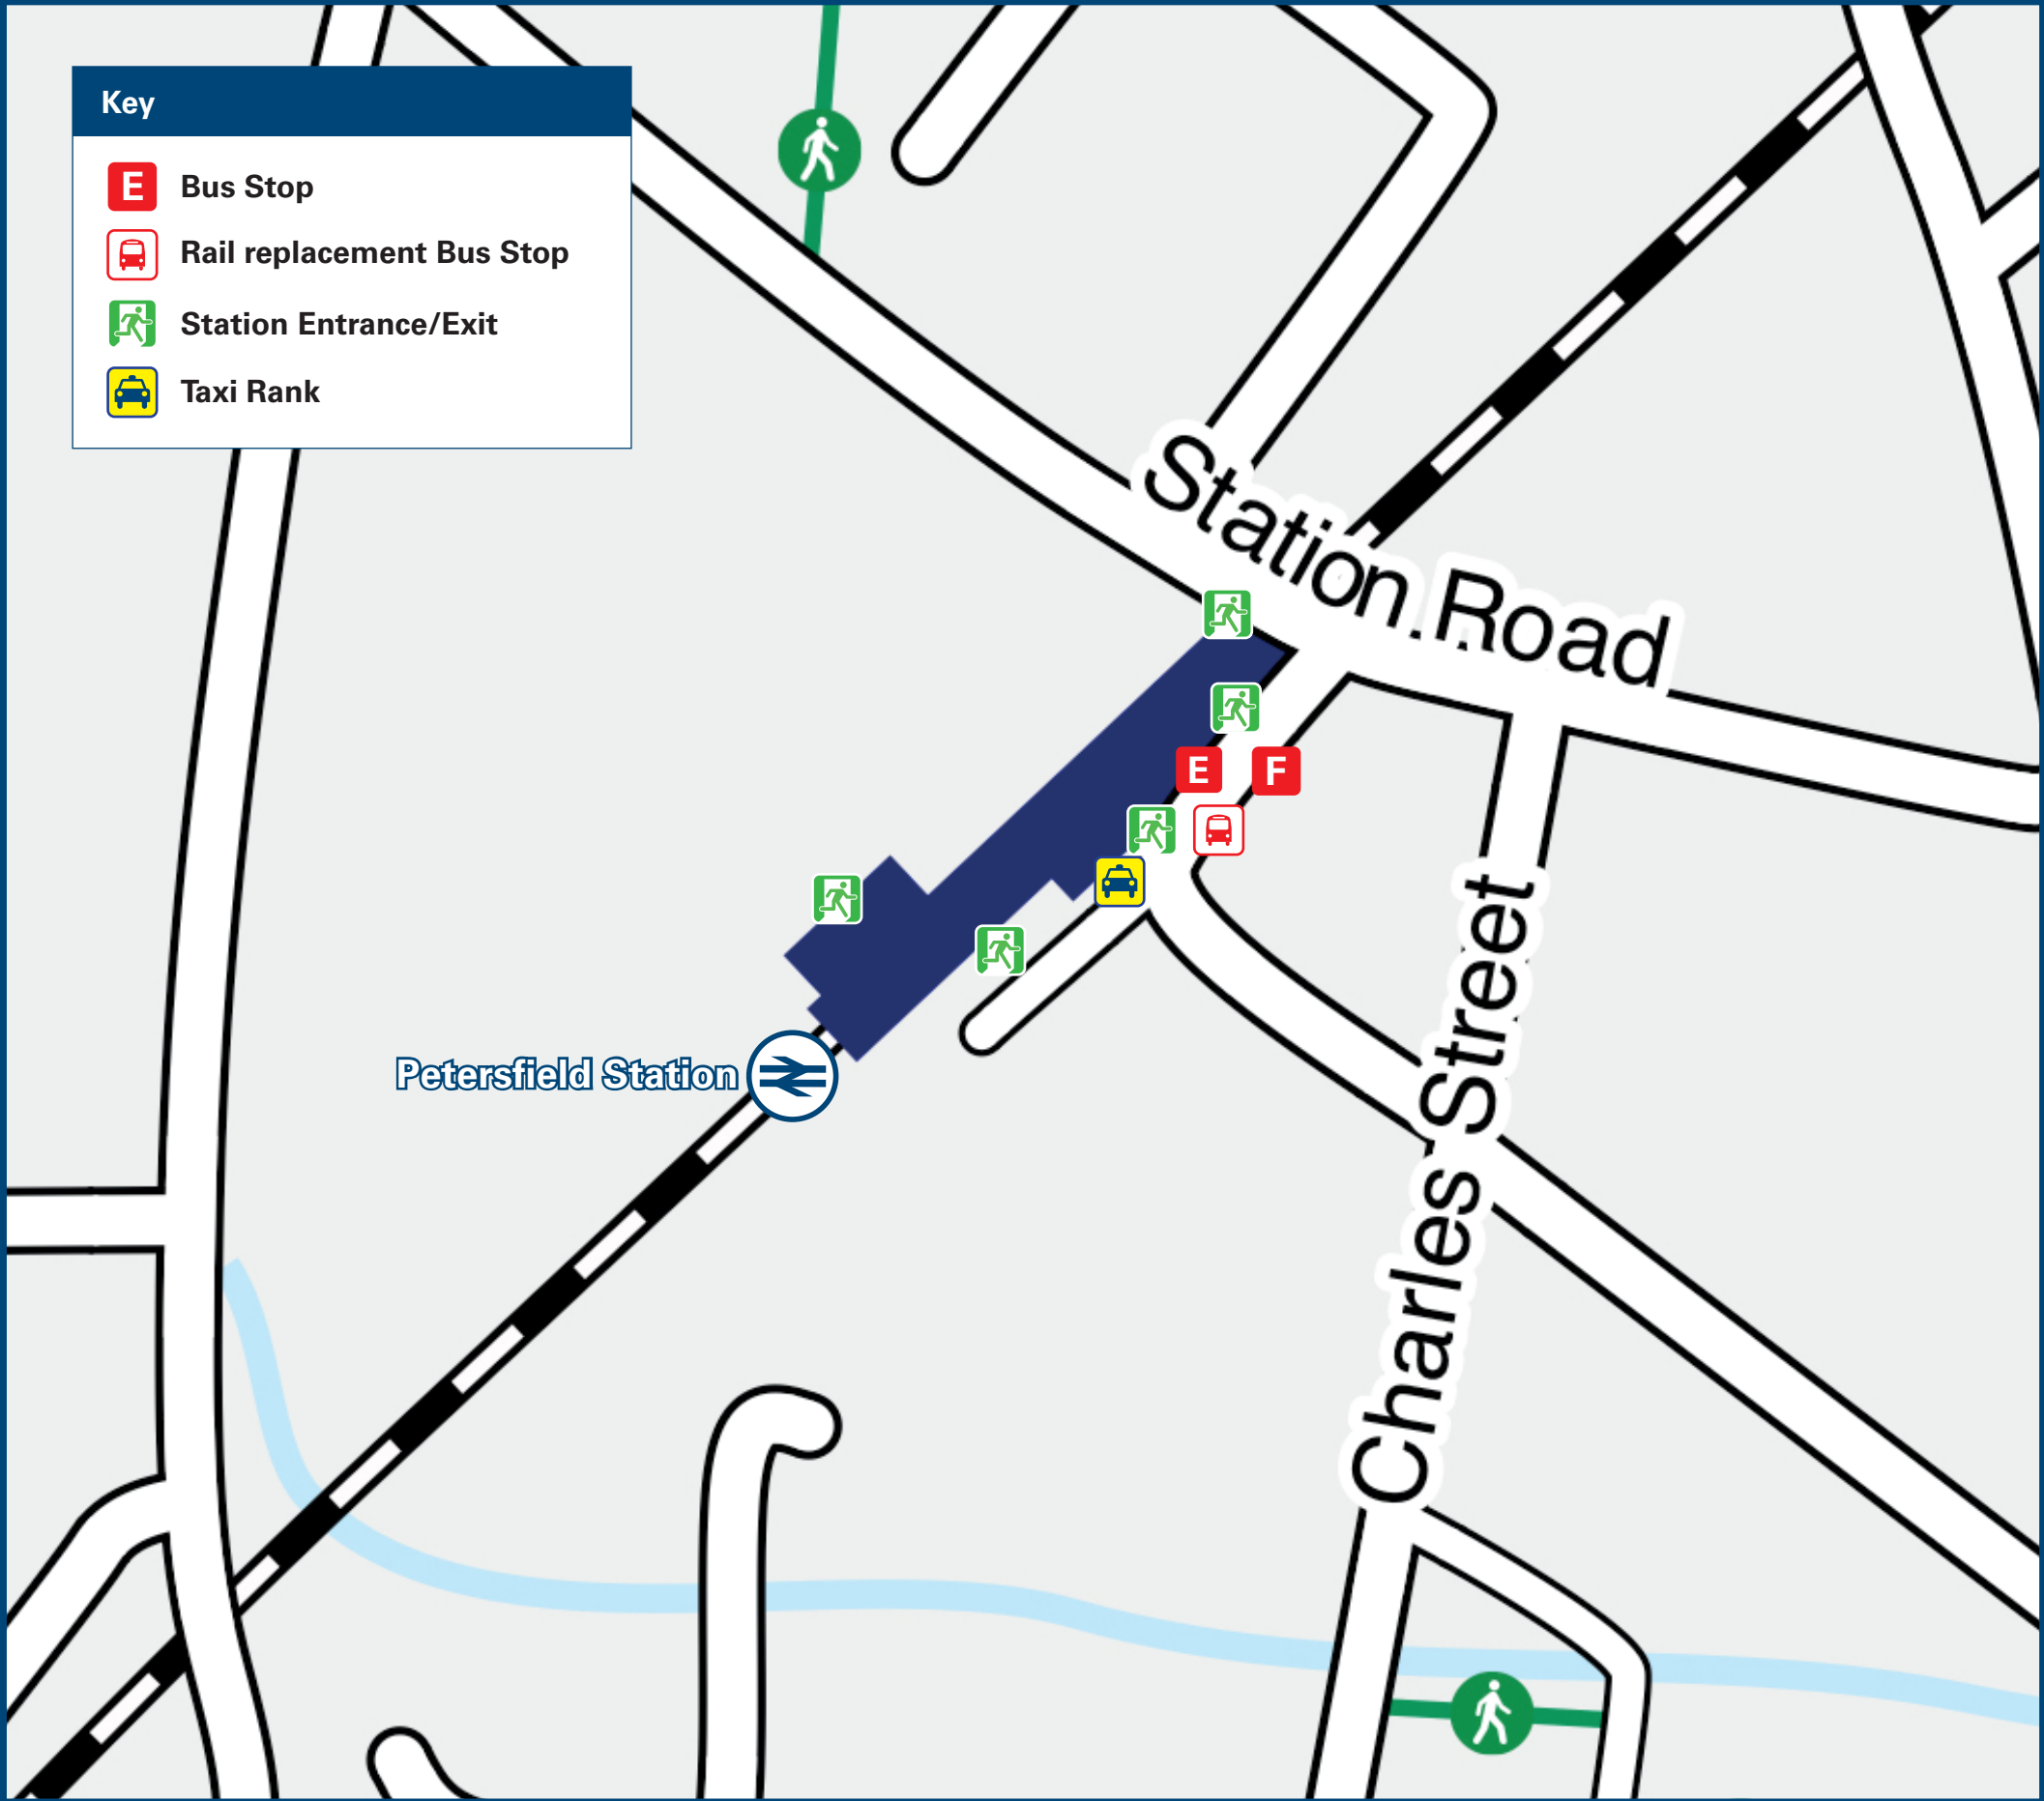 Key
E Bus Stop
Rail replacement Bus Stop
Station Entrance/Exit
Taxi Rank
Station Road
E F
Charles Street
Petersfield Station